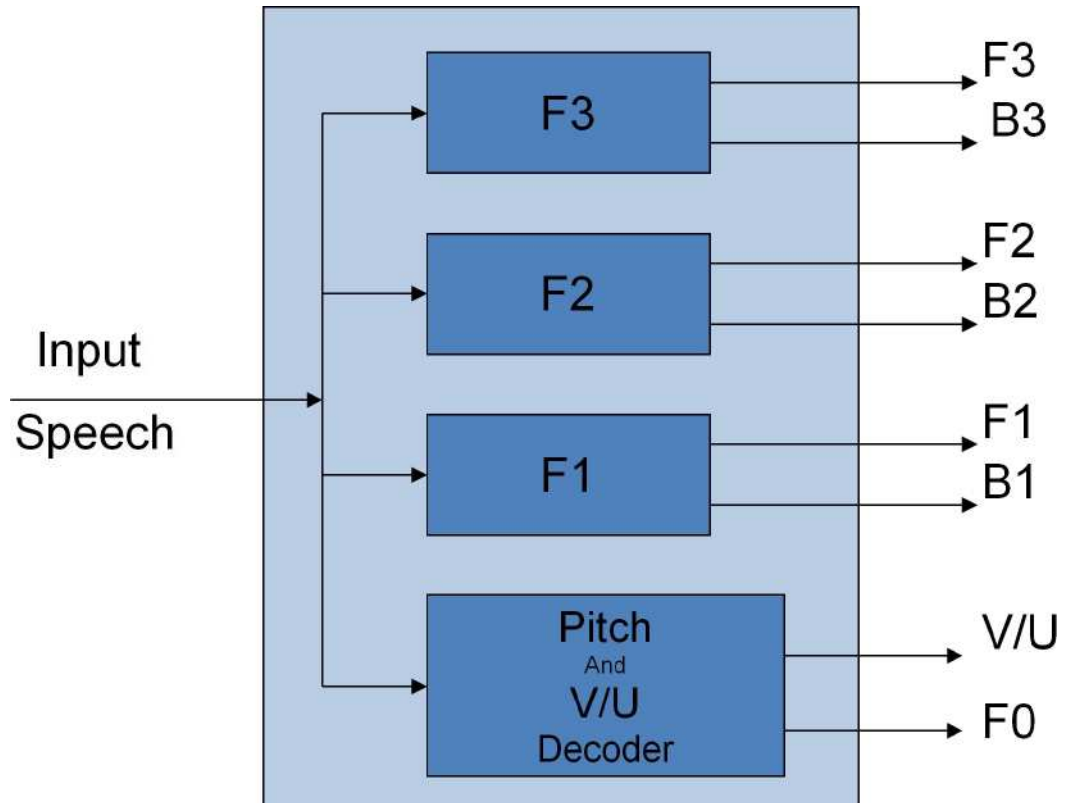 F3
F3
B3
F2
F2
B2
Input
Speech
F1
F1
B1
Pitch
And
V/U
Decoder
V/U
F0